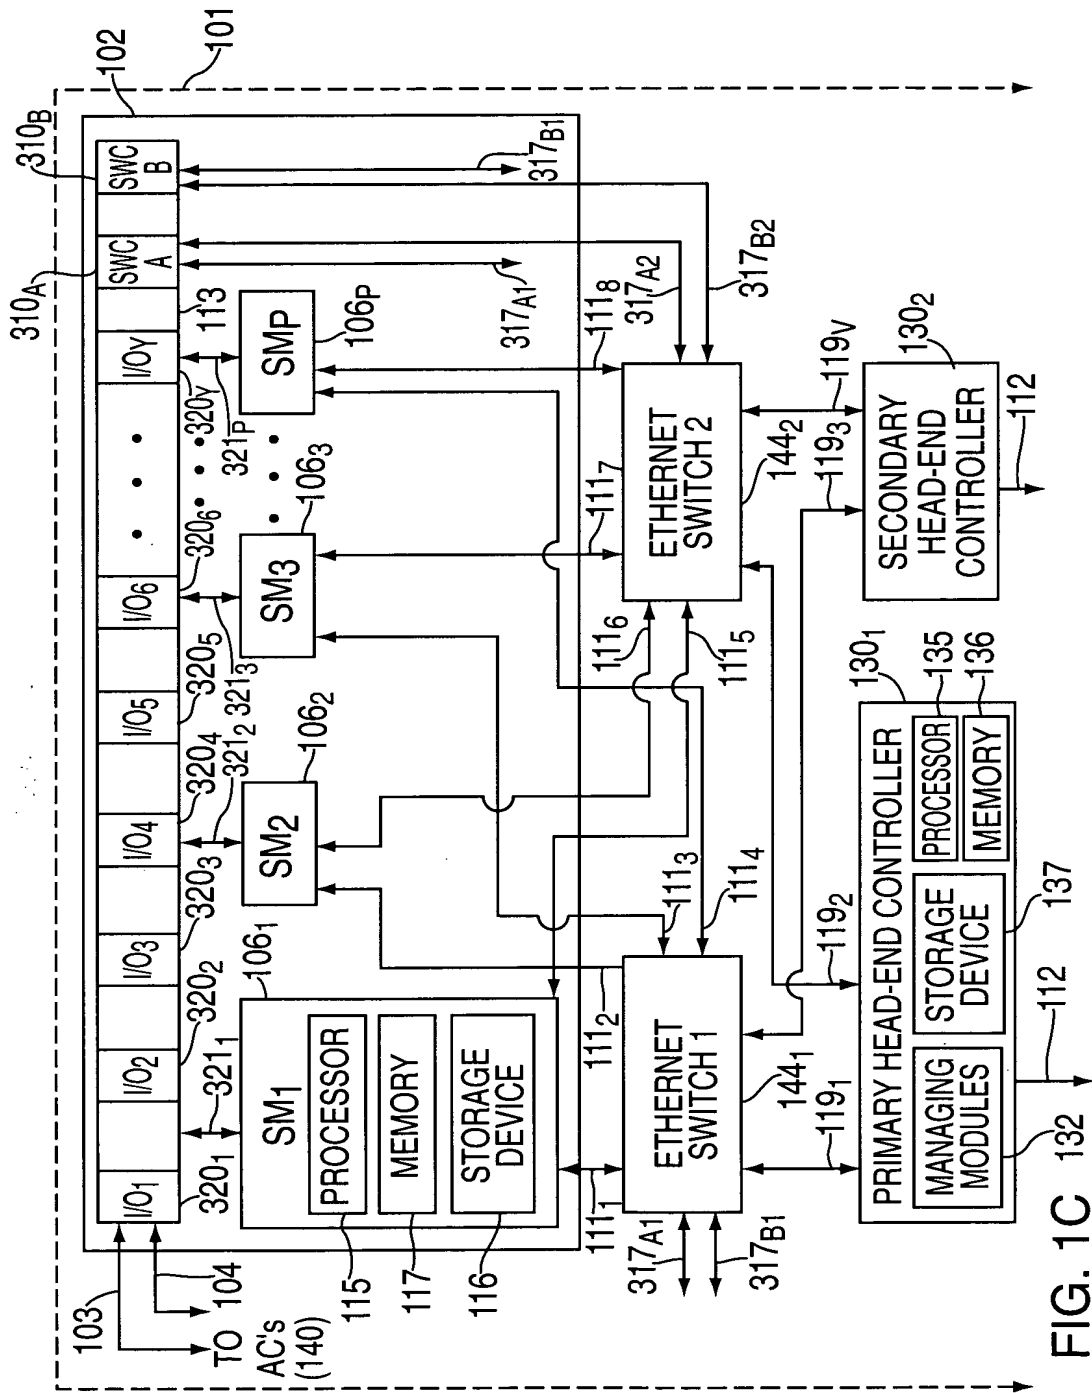 310A
310B
102
101
I/O1
I/O2
I/O3
I/O4
I/O5
I/O6
• • •
I/OY
SWC
A
SWC
B
103
104
TO
AC's
(140)
3201
3202
3203
3204
3205
3206
• • •
320Y
113
3211
3212
3213
321P
317A1
317B1
1061
1062
1063
• • •
106P
SM1
PROCESSOR
MEMORY
STORAGE
DEVICE
SM2
SM3
SMP
115
117
116
1111
1112
1113
1114
1115
1116
1117
1118
317A2
317B2
317A1
317B1
ETHERNET
SWITCH 1
1441
ETHERNET
SWITCH 2
1442
1191
1192
1193
119V
1301
1302
PRIMARY HEAD-END CONTROLLER
MANAGING
MODULES
STORAGE
DEVICE
PROCESSOR
MEMORY
135
136
137
132
112
SECONDARY
HEAD-END
CONTROLLER
112
FIG. 1C